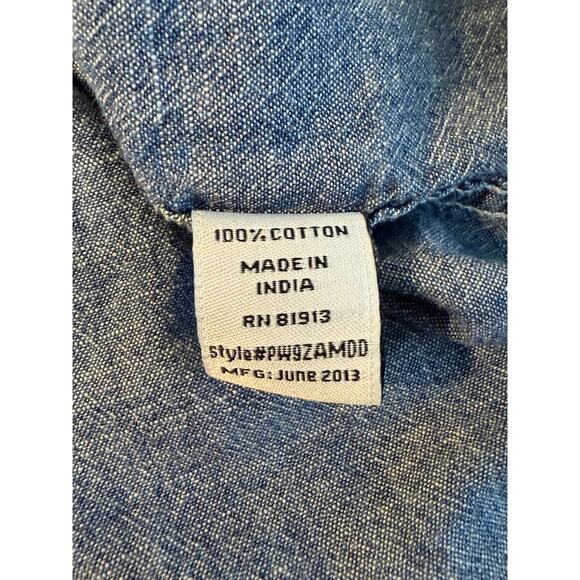 100% COTTON
MADE IN
INDIA
RN 81913
style#PW9ZAMDD
MFG: JUNE 2013